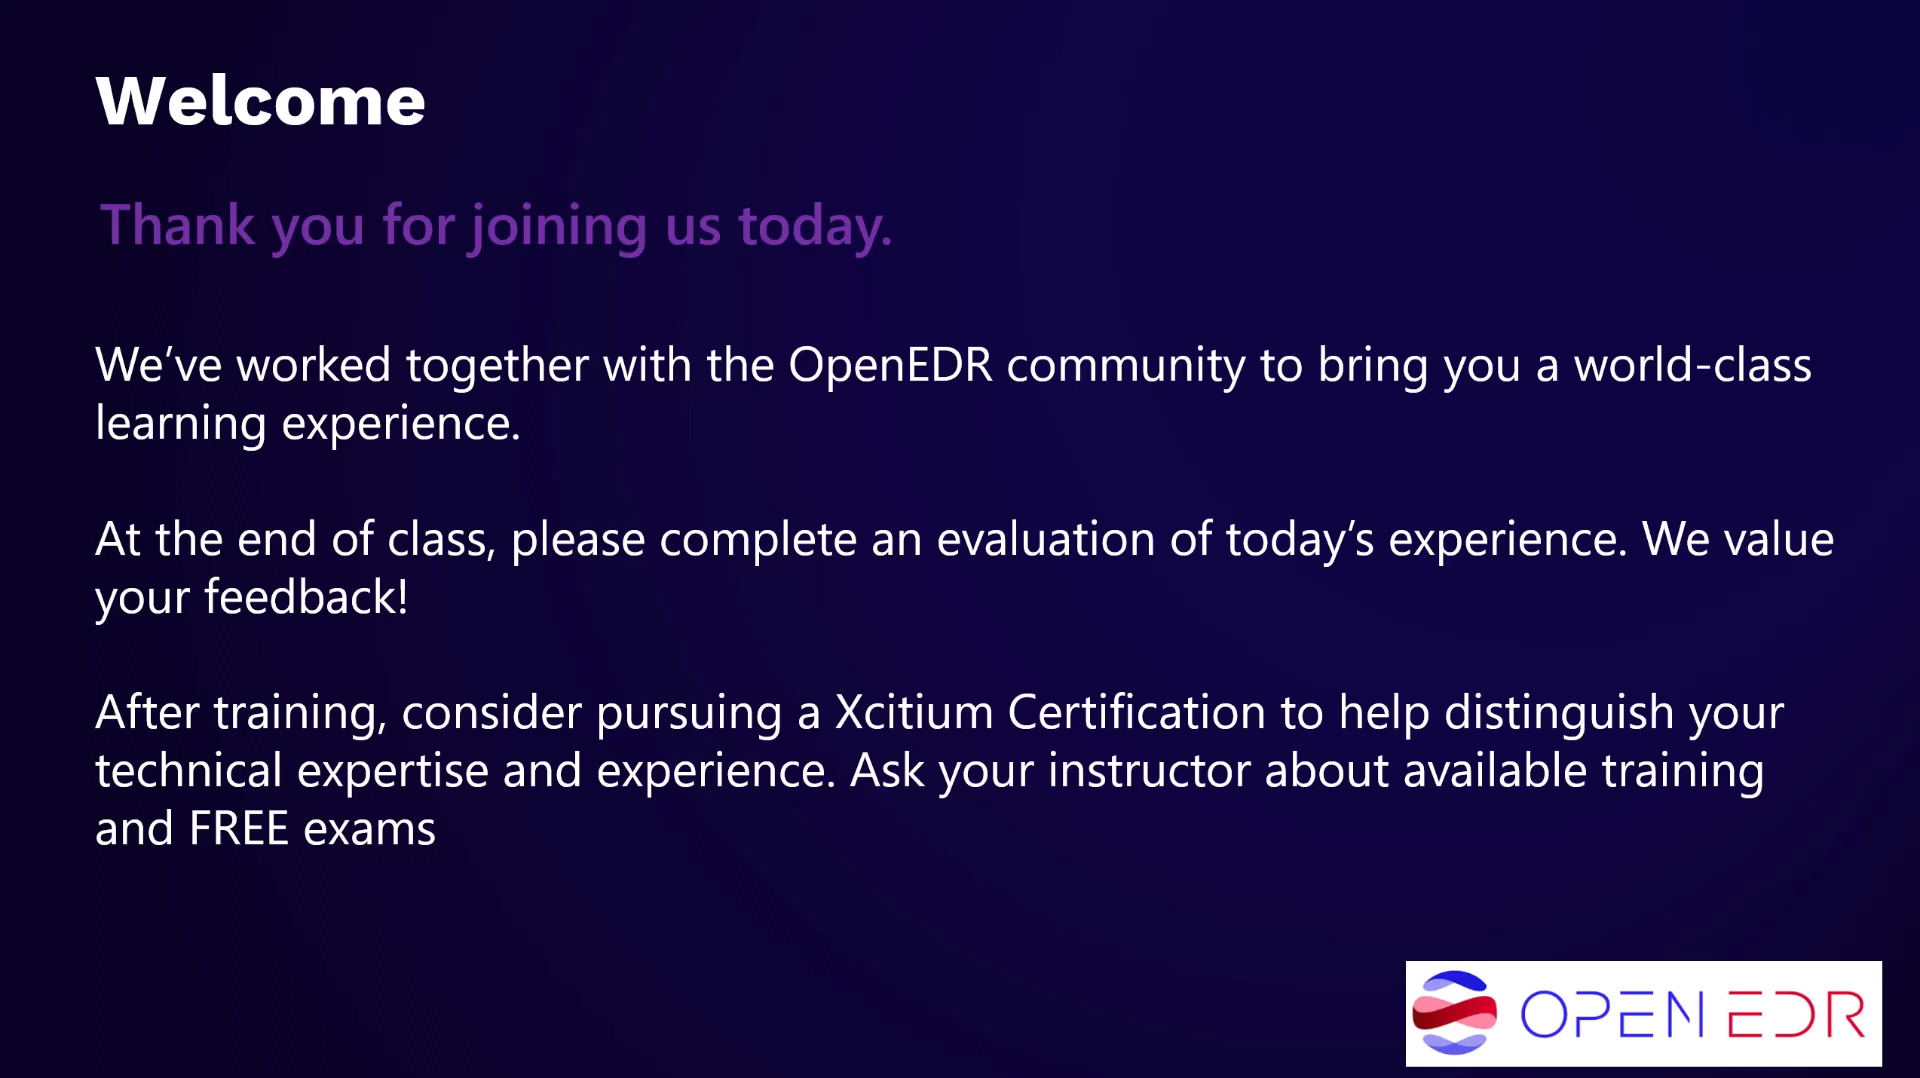 Welcome
Thank you for joining us today.
We’ve worked together with the OpenEDR community to bring you a world-class
learning experience.
At the end of class, please complete an evaluation of today’s experience. We value
your feedback!
After training, consider pursuing a Xcitium Certification to help distinguish your
technical expertise and experience. Ask your instructor about available training
and FREE exams
OPEN EDR